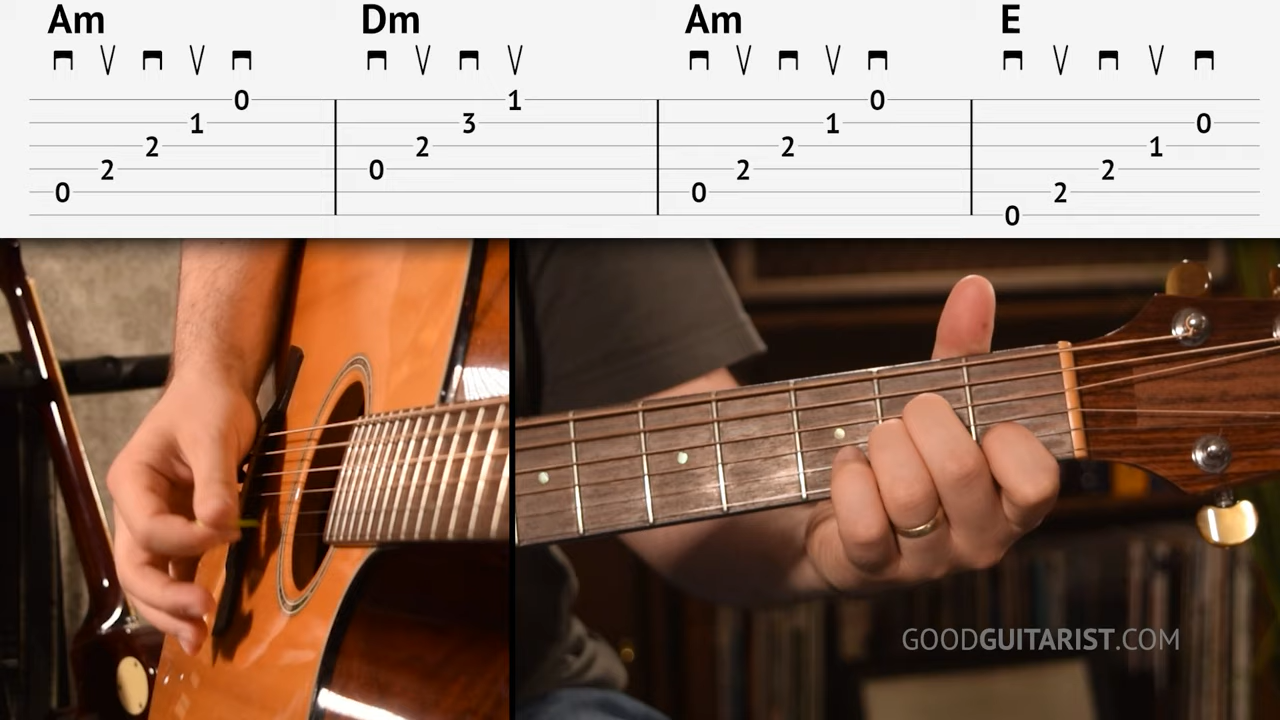 Am Dm Am E
0 1 0
1 3 1 0
2 2 2 1
2 0 2 2
0 0 2
0
GOODGUITARIST.COM